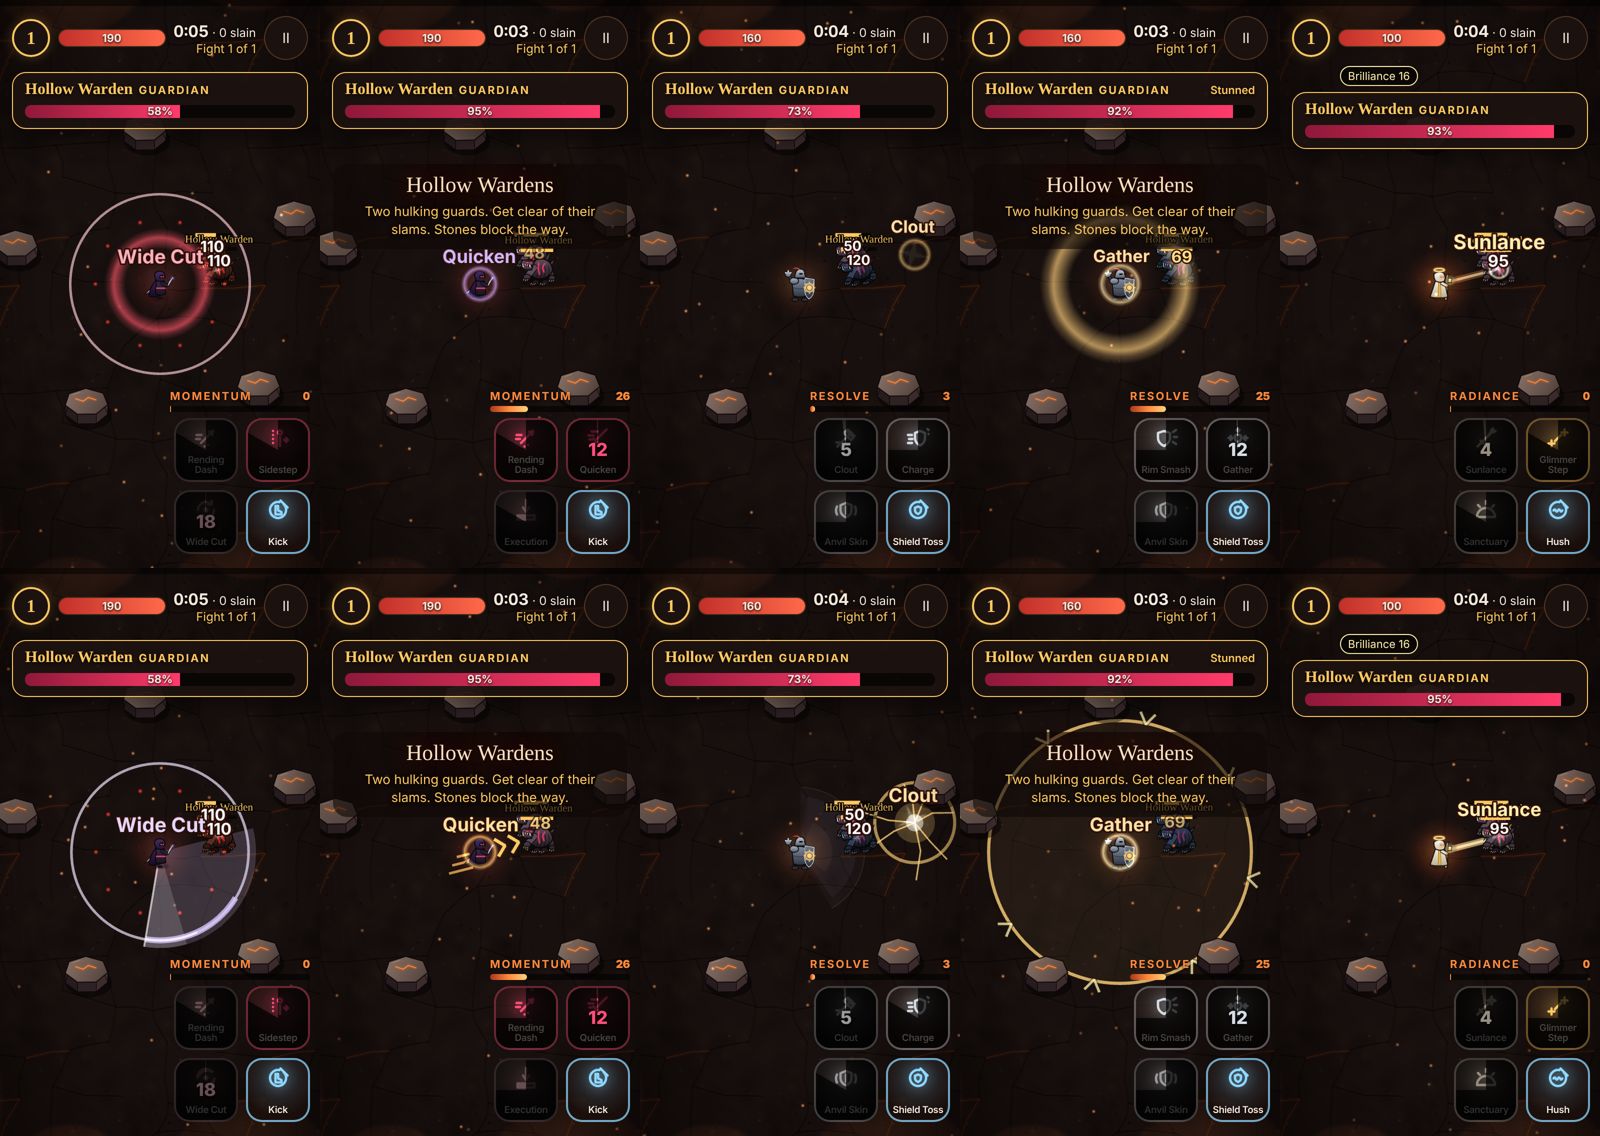 1
190
0:05 · 0 slain
Fight 1 of 1
Hollow Warden GUARDIAN
58%
Hollow Warden
110
Wide Cut
110
MOMENTUM 0
Rending Dash
Sidestep
18
Wide Cut
Kick
1
190
0:03 · 0 slain
Fight 1 of 1
Hollow Warden GUARDIAN
95%
Hollow Wardens
Two hulking guards. Get clear of their
slams. Stones block the way.
Hollow Warden
Quicken
48
MOMENTUM 26
Rending Dash
12
Quicken
Execution
Kick
1
160
0:04 · 0 slain
Fight 1 of 1
Hollow Warden GUARDIAN
73%
Clout
Hollow Warden
50
120
RESOLVE 3
5
Clout
Charge
Anvil Skin
Shield Toss
1
160
0:03 · 0 slain
Fight 1 of 1
Hollow Warden GUARDIAN
Stunned
92%
Hollow Wardens
Two hulking guards. Get clear of their
slams. Stones block the way.
Hollow Warden
Gather
69
RESOLVE 25
Rim Smash
12
Gather
Anvil Skin
Shield Toss
1
100
0:04 · 0 slain
Fight 1 of 1
Brilliance 16
Hollow Warden GUARDIAN
93%
Sunlance
95
RADIANCE 0
4
Sunlance
Glimmer Step
Sanctuary
Hush
1
190
0:05 · 0 slain
Fight 1 of 1
Hollow Warden GUARDIAN
58%
Hollow Warden
110
Wide Cut
110
MOMENTUM 0
Rending Dash
Sidestep
18
Wide Cut
Kick
1
190
0:03 · 0 slain
Fight 1 of 1
Hollow Warden GUARDIAN
95%
Hollow Wardens
Two hulking guards. Get clear of their
slams. Stones block the way.
Hollow Warden
Quicken
48
MOMENTUM 26
Rending Dash
12
Quicken
Execution
Kick
1
160
0:04 · 0 slain
Fight 1 of 1
Hollow Warden GUARDIAN
73%
Clout
Hollow Warden
50
120
RESOLVE 3
5
Clout
Charge
Anvil Skin
Shield Toss
1
160
0:03 · 0 slain
Fight 1 of 1
Hollow Warden GUARDIAN
Stunned
92%
Hollow Wardens
Two hulking guards. Get clear of their
slams. Stones block the way.
Hollow Warden
Gather
69
RESOLVE 25
Rim Smash
12
Gather
Anvil Skin
Shield Toss
1
100
0:04 · 0 slain
Fight 1 of 1
Brilliance 16
Hollow Warden GUARDIAN
95%
Sunlance
95
RADIANCE 0
4
Sunlance
Glimmer Step
Sanctuary
Hush